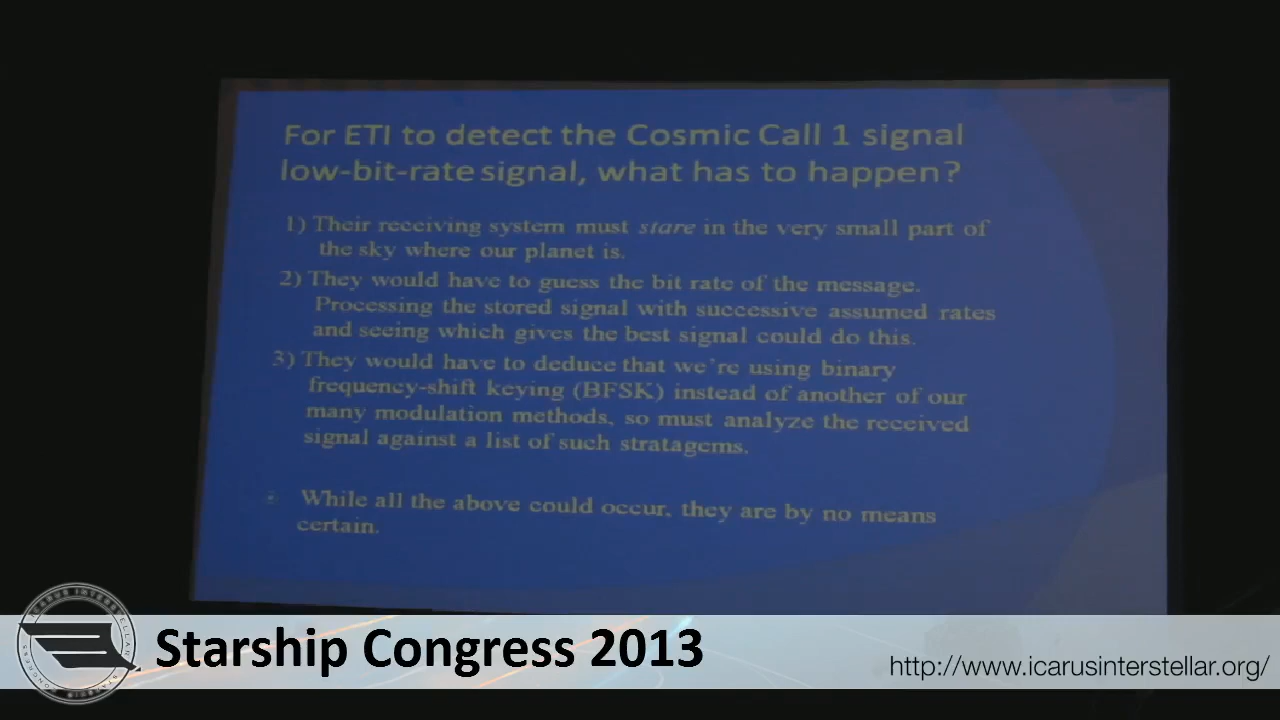 For ETI to detect the Cosmic Call 1 signal
low-bit-rate signal, what has to happen?
1) Their receiving system must stare in the very small part of
the sky where our planet is.
2) They would have to guess the bit rate of the message.
Processing the stored signal with successive assumed rates
and seeing which gives the best signal could do this.
3) They would have to deduce that we're using binary
frequency-shift keying (BFSK) instead of another of our
many modulation methods, so must analyze the received
signal against a list of such stratagems.
While all the above could occur, they are by no means
certain.
ICARUS INTERSTELLAR
STARSHIP CONGRESS
Starship Congress 2013
http://www.icarusinterstellar.org/